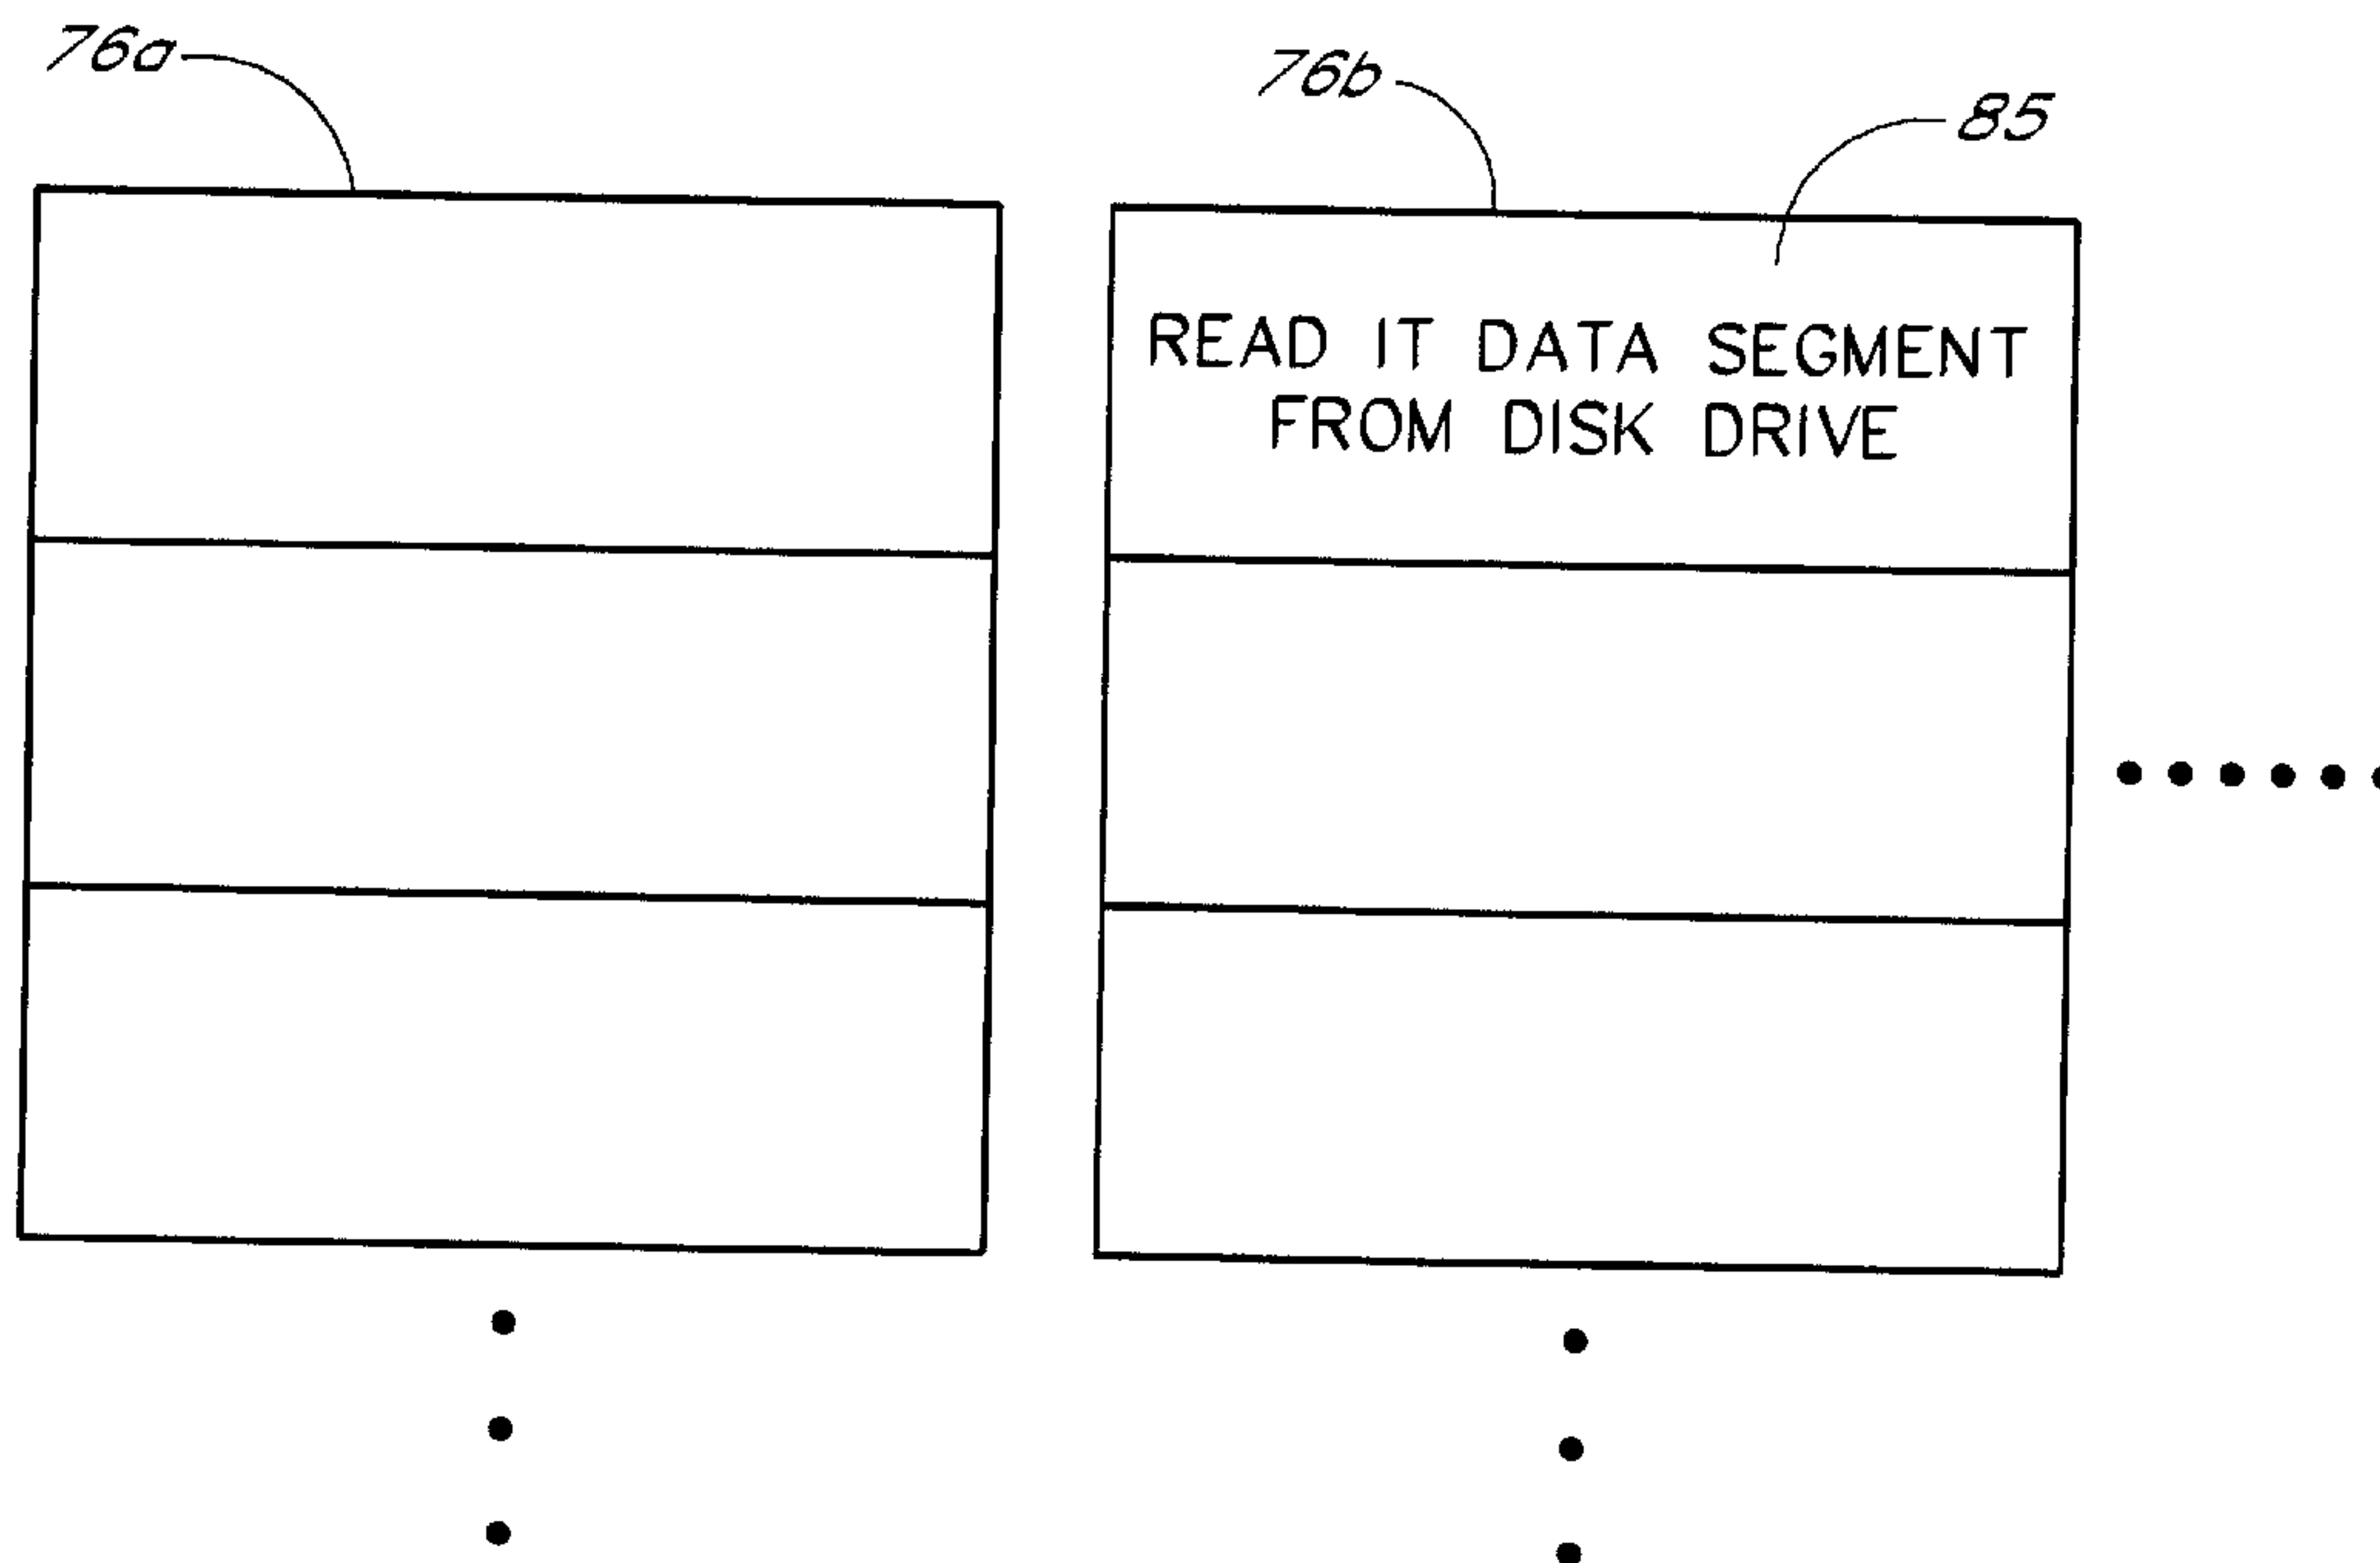 76a
76b
85
READ IT DATA SEGMENT
FROM DISK DRIVE